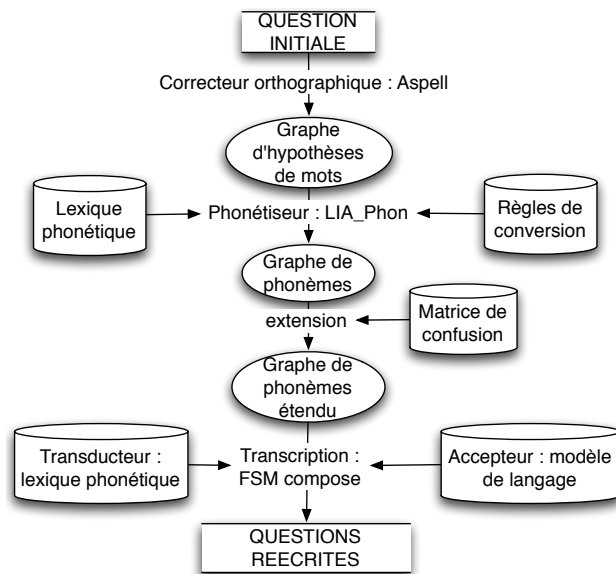 QUESTION
INITIALE
Correcteur orthographique : Aspell
Graphe
d'hypothèses
de mots
Lexique
phonétique
Phonétiseur : LIA_Phon
Règles de
conversion
Graphe de
phonèmes
extension
Matrice de
confusion
Graphe de
phonèmes
étendu
Transducteur :
lexique phonétique
Transcription :
FSM compose
Accepteur : modèle
de langage
QUESTIONS
REECRITES